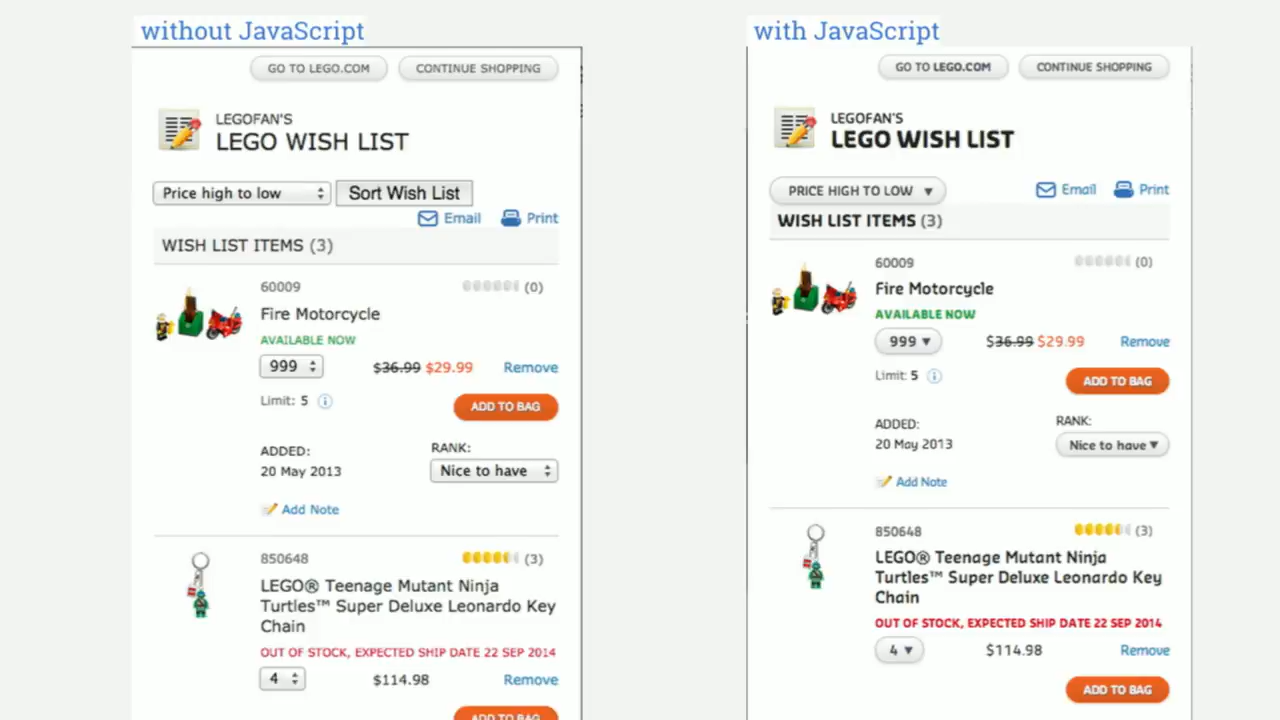 without JavaScript
GO TO LEGO.COM CONTINUE SHOPPING
LEGOFAN'S
LEGO WISH LIST
Price high to low Sort Wish List
Email Print
WISH LIST ITEMS (3)
60009 (0)
Fire Motorcycle
AVAILABLE NOW
999 $36.99 $29.99 Remove
Limit: 5
ADD TO BAG
ADDED: RANK:
20 May 2013 Nice to have
Add Note
850648 (3)
LEGO® Teenage Mutant Ninja
Turtles™ Super Deluxe Leonardo Key
Chain
OUT OF STOCK, EXPECTED SHIP DATE 22 SEP 2014
4 $114.98 Remove
ADD TO BAG
with JavaScript
GO TO LEGO.COM CONTINUE SHOPPING
LEGOFAN'S
LEGO WISH LIST
PRICE HIGH TO LOW Email Print
WISH LIST ITEMS (3)
60009 (0)
Fire Motorcycle
AVAILABLE NOW
999 $36.99 $29.99 Remove
Limit: 5
ADD TO BAG
ADDED: RANK:
20 May 2013 Nice to have
Add Note
850648 (3)
LEGO® Teenage Mutant Ninja
Turtles™ Super Deluxe Leonardo Key
Chain
OUT OF STOCK, EXPECTED SHIP DATE 22 SEP 2014
4 $114.98 Remove
ADD TO BAG